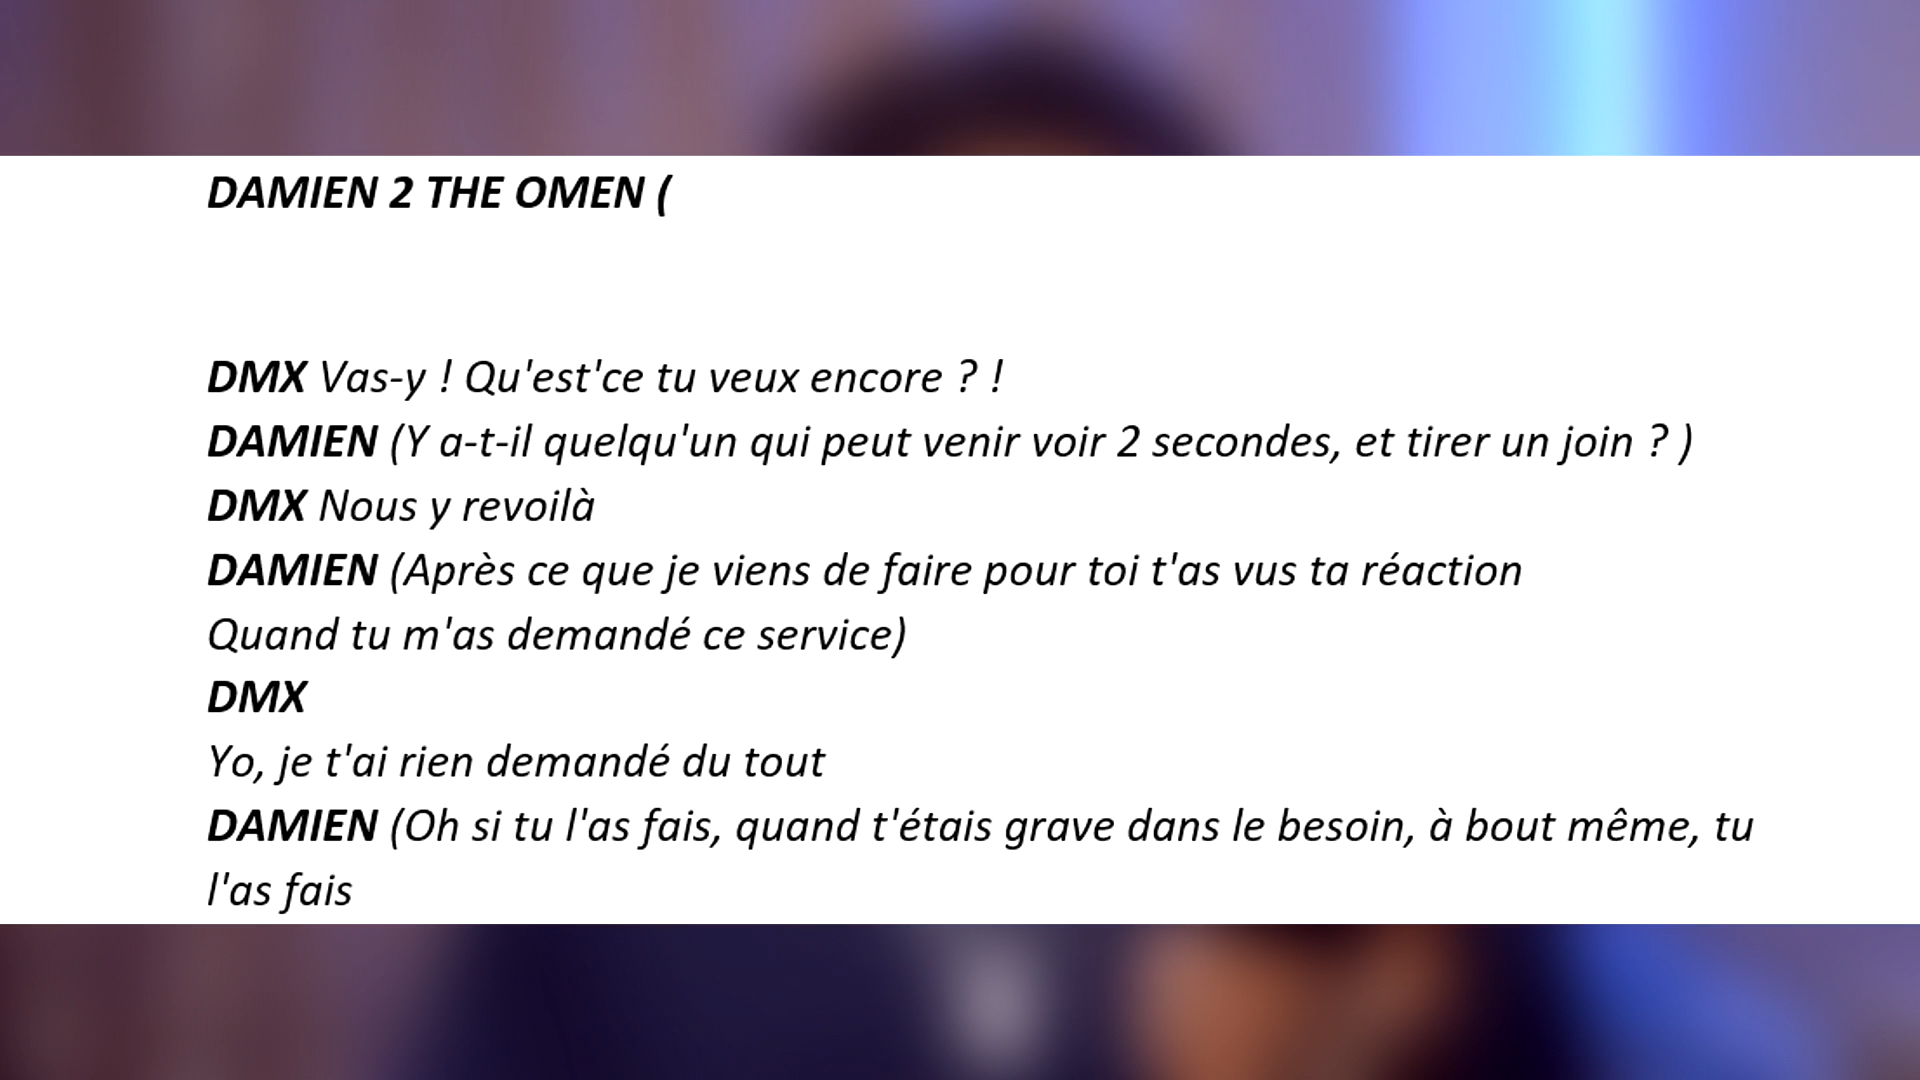 DAMIEN 2 THE OMEN (
DMX Vas-y ! Qu'est'ce tu veux encore ? !
DAMIEN (Y a-t-il quelqu'un qui peut venir voir 2 secondes, et tirer un join ? )
DMX Nous y revoilà
DAMIEN (Après ce que je viens de faire pour toi t'as vus ta réaction
Quand tu m'as demandé ce service)
DMX
Yo, je t'ai rien demandé du tout
DAMIEN (Oh si tu l'as fais, quand t'étais grave dans le besoin, à bout même, tu
l'as fais